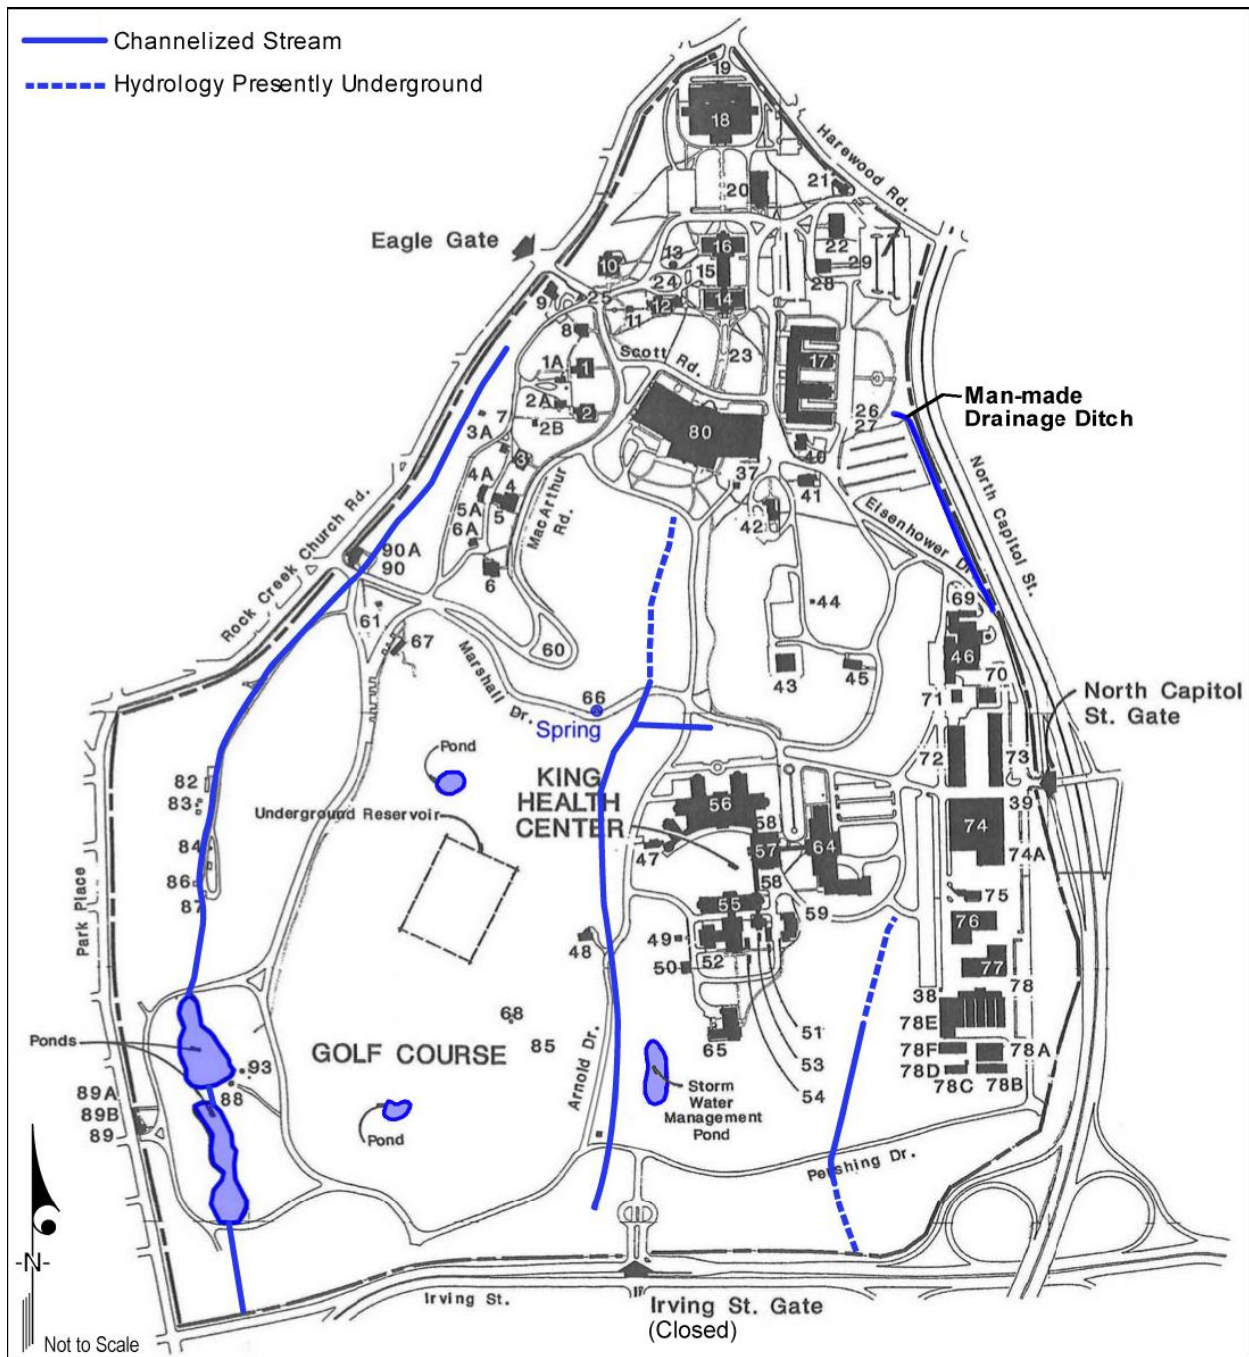 Channelized Stream
Hydrology Presently Underground
19
18
Harewood Rd.
20
21
Eagle Gate
22
16
13
10
15
24
29
28
9
25
12
14
11
8
Scott Rd.
23
17
1A
1
2A
2
2B
7
3A
3
26
27
Man-made
Drainage Ditch
80
40
37
4A
4
5A
5
6A
MacArthur
Rd.
41
42
Eisenhower Dr.
North Capitol St.
Rock Creek Church Rd.
90A
90
6
44
69
61
67
60
46
43
45
70
71
Marshall Dr.
66
Spring
North Capitol
St. Gate
72
73
Pond
82
83
KING
HEALTH
CENTER
56
58
39
Underground Reservoir
74
84
47
57
64
74A
86
87
58
75
55
59
Park Place
76
48
49
52
50
77
38
78
68
78E
51
85
65
GOLF COURSE
Ponds
53
78F
78A
93
78D
78C
78B
88
89A
89B
89
54
Arnold Dr.
Storm
Water
Management
Pond
Pond
Pershing Dr.
-N-
Irving St.
Irving St. Gate
(Closed)
Not to Scale